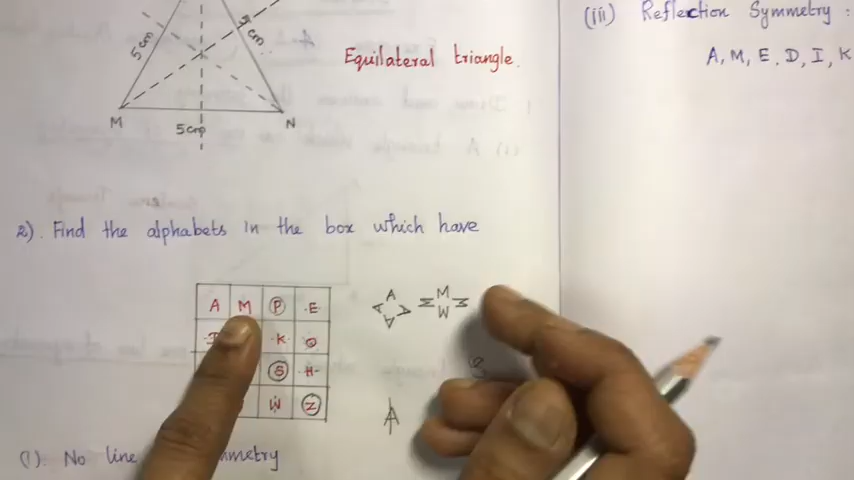 5 cm
5 cm
M
N
5 cm
Equilateral triangle.
2). Find the alphabets in the box which have
A M P E
K O
S H
W Z
A
A A
A
M
M M
W
A
(1). No line
mmetry
(iii) Reflection Symmetry :
A, M, E, D, I, K